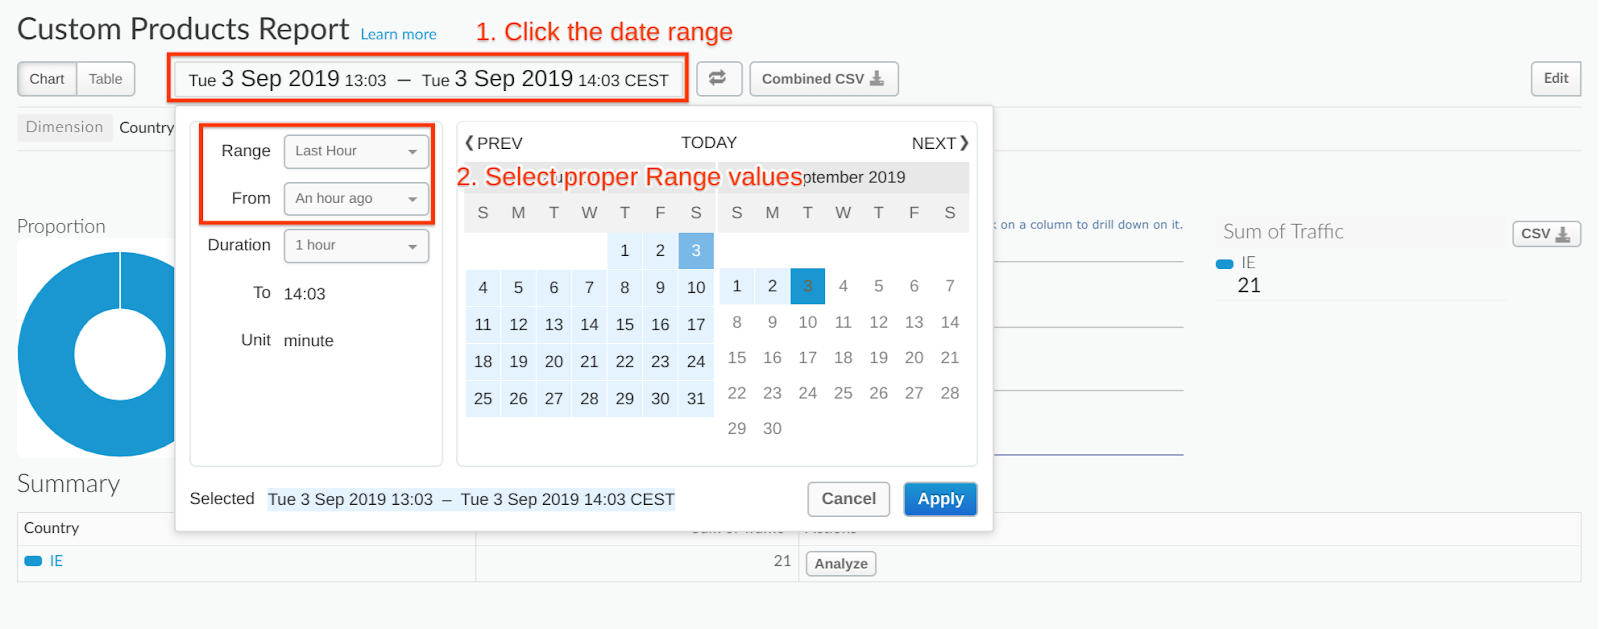 Custom Products Report Learn more 1. Click the date range
Chart Table Tue 3 Sep 2019 13:03 – Tue 3 Sep 2019 14:03 CEST Combined CSV Edit
Dimension Country
Range Last Hour
From An hour ago
Duration 1 hour
To 14:03
Unit minute
❮PREV TODAY NEXT❯
2. Select proper Range values
ptember 2019
S M T W T F S S M T W T F S
1 2 3
4 5 6 7 8 9 10 1 2 3 4 5 6 7
11 12 13 14 15 16 17 8 9 10 11 12 13 14
18 19 20 21 22 23 24 15 16 17 18 19 20 21
25 26 27 28 29 30 31 22 23 24 25 26 27 28
29 30
Selected Tue 3 Sep 2019 13:03 – Tue 3 Sep 2019 14:03 CEST Cancel Apply
Proportion
on a column to drill down on it.
Sum of Traffic CSV
IE
21
Summary
Country
IE 21 Analyze